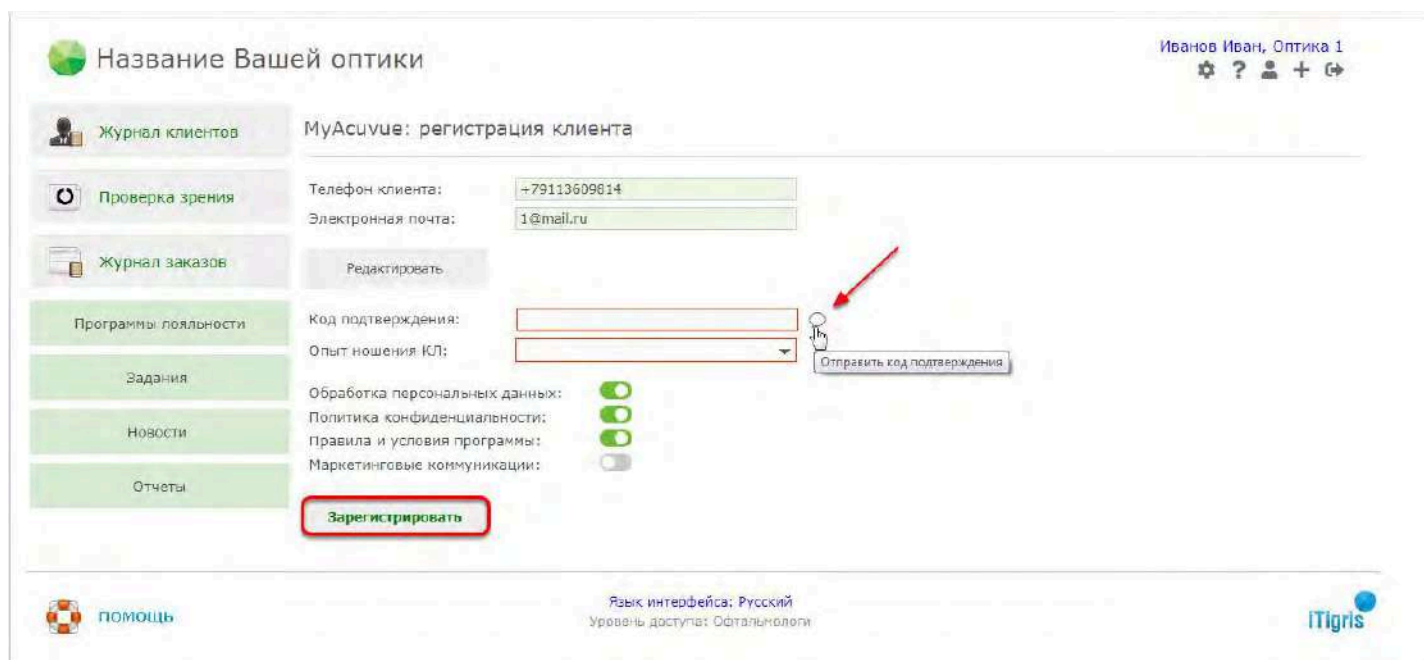 Название Вашей оптики
Иванов Иван, Оптика 1
Журнал клиентов
MyAcuvue: регистрация клиента
Проверка зрения
Телефон клиента: +79113609814
Электронная почта: 1@mail.ru
Журнал заказов
Редактировать
Программы лояльности
Код подтверждения:
Опыт ношения КЛ:
Отправить код подтверждения
Задания
Обработка персональных данных:
Политика конфиденциальности:
Новости
Правила и условия программы:
Маркетинговые коммуникации:
Отчеты
Зарегистрировать
ПОМОЩЬ
Язык интерфейса: Русский
Уровень доступа: Офтальмологи
iTigris